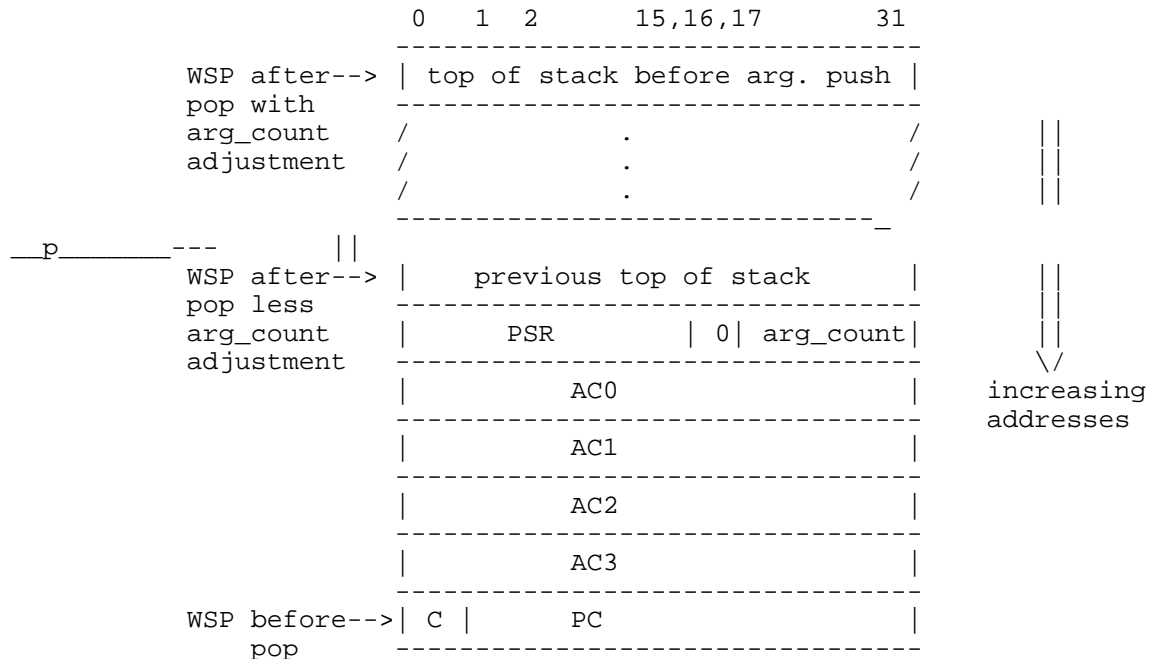 0 1 2 15,16,17 31
---------------------------------
WSP after--> | top of stack before arg. push |
pop with ---------------------------------
arg_count / . / ||
adjustment / . / ||
/ . / ||
------------------------------_
__p_______--- ||
WSP after--> | previous top of stack | ||
pop less --------------------------------- ||
arg_count | PSR | 0| arg_count| ||
adjustment --------------------------------- \/
| AC0 | increasing
--------------------------------- addresses
| AC1 |
---------------------------------
| AC2 |
---------------------------------
| AC3 |
---------------------------------
WSP before-->| C | PC |
pop ---------------------------------